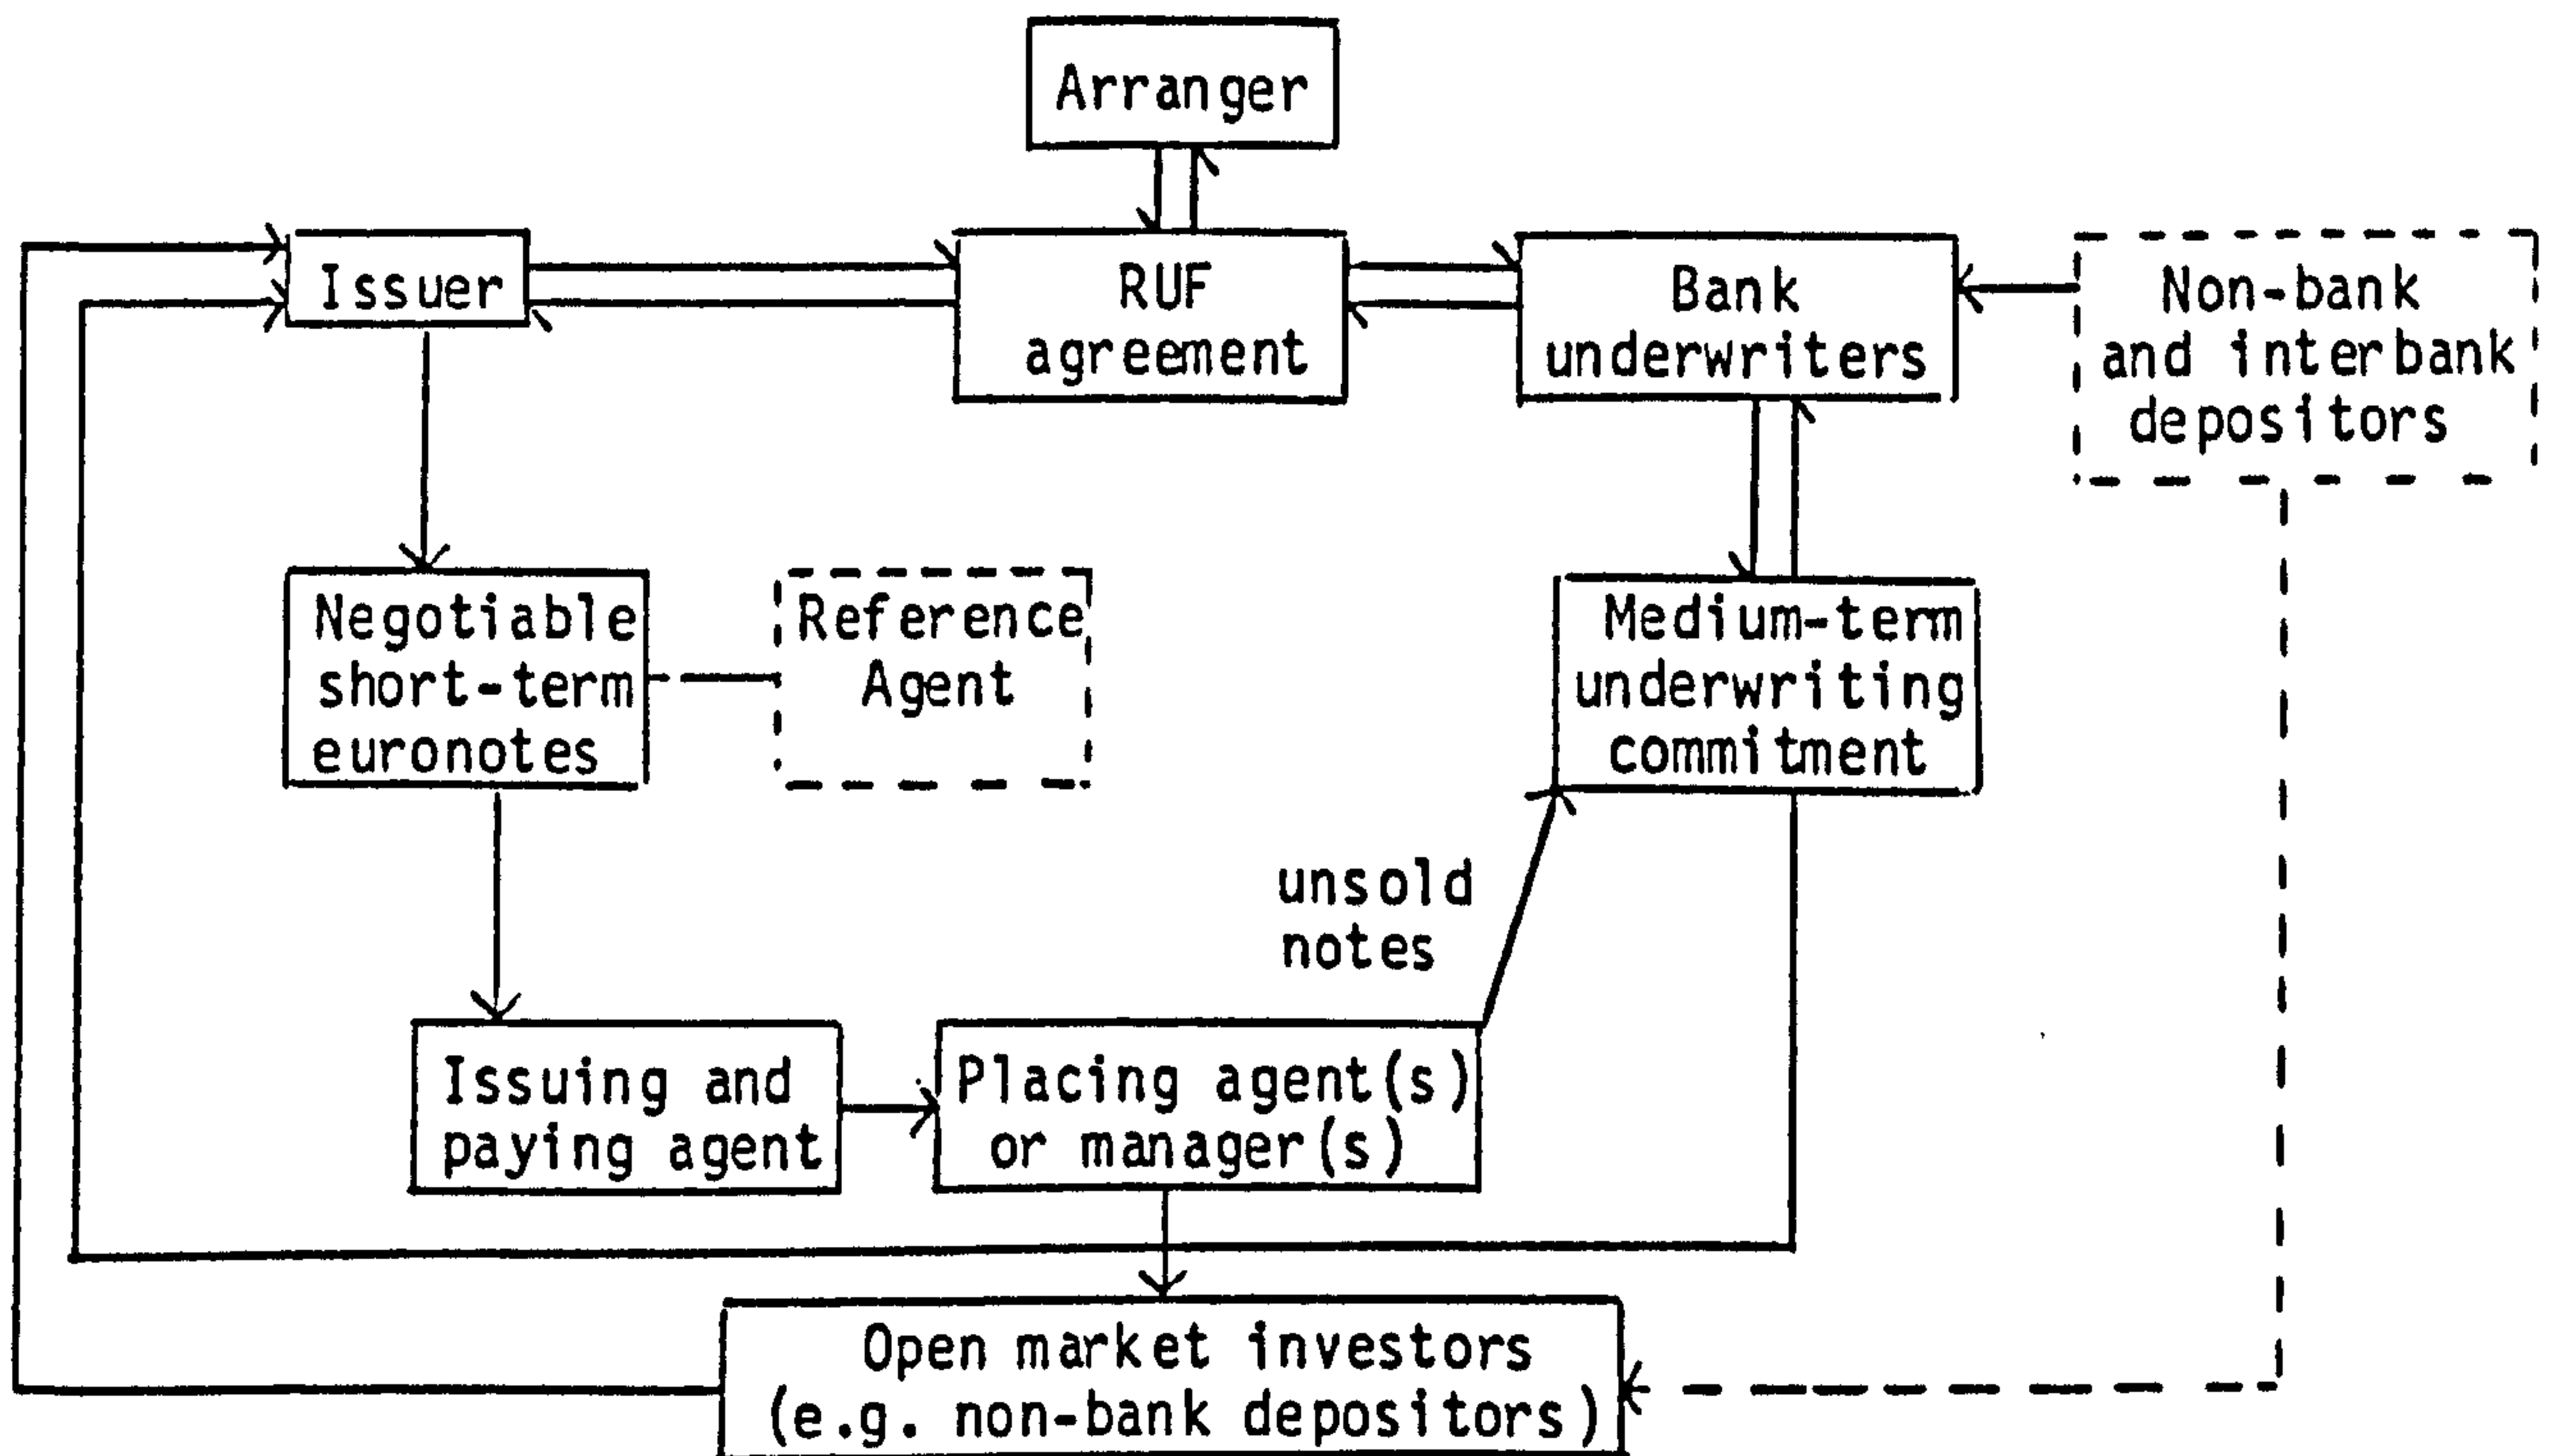 Arranger
Issuer
RUF
agreement
Bank
underwriters
Non-bank
and interbank
depositors
Negotiable
short-term
euronotes
Reference
Agent
Medium-term
underwriting
commitment
unsold
notes
Issuing and
paying agent
Placing agent(s)
or manager(s)
Open market investors
(e.g. non-bank depositors)